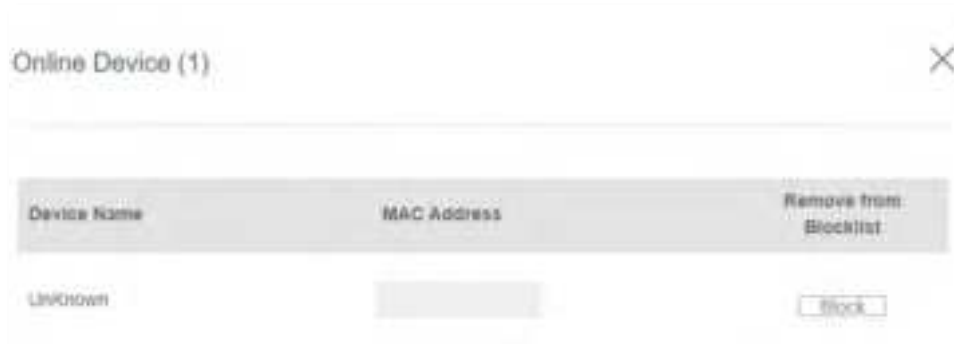 Online Device (1)
Device Name MAC Address Remove from
Blocklist
UnKnown Block